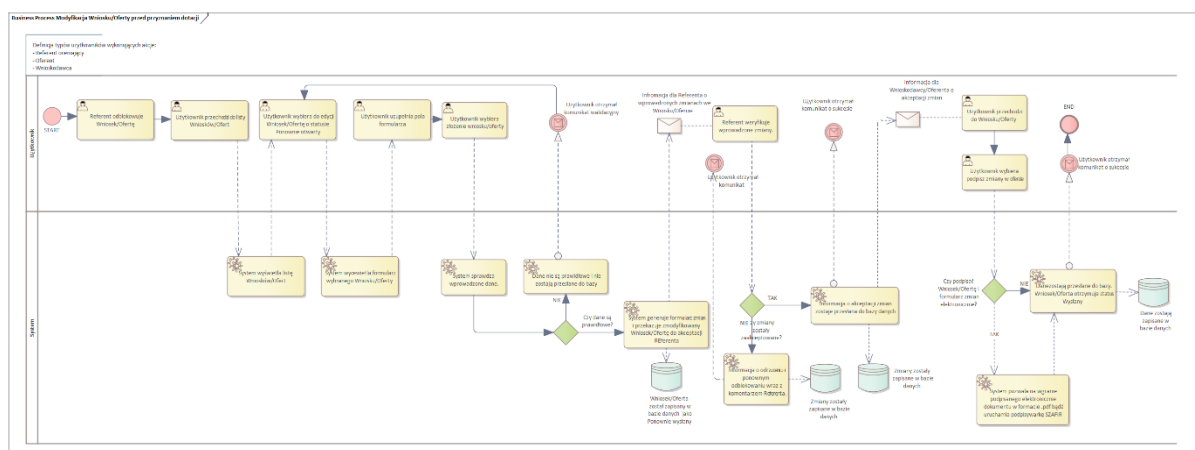 Business Process Modyfikacja Wniosku/Oferty przed przyznaniem dotacji
Definicja typów użytkowników wykonujących akcje:
- Referent oceniający
- Oferent
- Wnioskodawca
Użytkownik
START
Referent odblokowuje
Wniosek/Ofertę
Użytkownik przechodzi do listy
Wniosków/Ofert
Użytkownik wybiera do edycji
Wniosek/Ofertę o statusie
Ponownie otwarty
Użytkownik uzupełnia pola
formularza
Użytkownik wybiera
złożenie wniosku/oferty
Użytkownik otrzymał
komunikat walidacyjny
Informacja dla Referenta o
wprowadzonych zmianach we
Wniosku/Ofercie
Referent weryfikuje
wprowadzone zmiany.
Użytkownik otrzymał
komunikat
Użytkownik otrzymał
komunikat o sukcesie
Informacja dla
Wnioskodawcy/Oferenta o
akceptacji zmian
Użytkownik przechodzi
do Wniosku/Oferty
Użytkownik wybiera
podpisz zmiany w ofercie
END
Użytkownik otrzymał
komunikat o sukcesie
System
System wyświetla listę
Wniosków/Ofert
System wyświetla formularz
wybranego Wniosku/Oferty
System sprawdza
wprowadzone dane.
Dane nie są prawidłowe i nie
zostają przesłane do bazy
NIE
Czy dane są
prawidłowe?
System generuje formularz zmian
i przekazuje zmodyfikowany
Wniosek/Ofertę do akceptacji
REferenta
Wniosek/Oferta
został zapisany w
bazie danych jako
Ponownie wysłany
TAK
NIE
Czy zmiany
zostały
zaakceptowane?
Informacja o odrzuceniu z
ponownym
odblokowaniu wraz z
komentarzem Referenta
Zmiany zostały
zapisane w bazie
danych
Informacja o akceptacji zmian
zostaje przesłana do bazy danych
Zmiany zostały
zapisane w bazie
danych
Czy podpisać
Wniosek/Ofertę i
formularz zmian
elektronicznie?
NIE
TAK
Dane zostają przesłane do bazy.
Wniosek/Oferta otrzymuje status
Wysłany
Dane zostają
zapisane w
bazie danych
System pozwala na wgranie
podpisanego elektronicznie
dokumentu w formacie .pdf bądź
uruchamia podpisywarkę SZAFIR